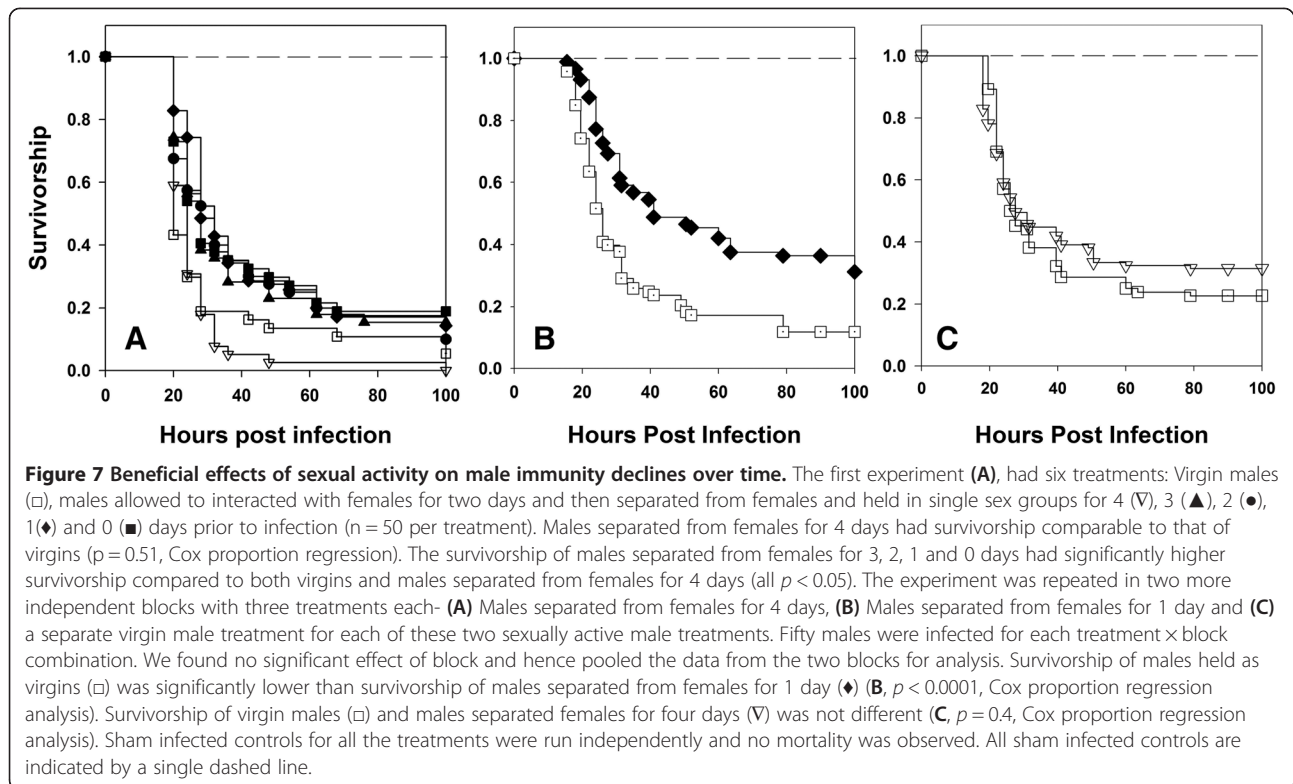 1.0
0.8
0.6
0.4
0.2
0.0
Survivorship
A
0 20 40 60 80 100
Hours post infection
1.0
0.8
0.6
0.4
0.2
0.0
B
0 20 40 60 80 100
Hours Post Infection
1.0
0.8
0.6
0.4
0.2
0.0
C
0 20 40 60 80 100
Hours Post Infection
Figure 7 Beneficial effects of sexual activity on male immunity declines over time. The first experiment (A), had six treatments: Virgin males
(□), males allowed to interacted with females for two days and then separated from females and held in single sex groups for 4 (∇), 3 (▲), 2 (●),
1(♦) and 0 (■) days prior to infection (n = 50 per treatment). Males separated from females for 4 days had survivorship comparable to that of
virgins (p = 0.51, Cox proportion regression). The survivorship of males separated from females for 3, 2, 1 and 0 days had significantly higher
survivorship compared to both virgins and males separated from females for 4 days (all p < 0.05). The experiment was repeated in two more
independent blocks with three treatments each- (A) Males separated from females for 4 days, (B) Males separated from females for 1 day and (C)
a separate virgin male treatment for each of these two sexually active male treatments. Fifty males were infected for each treatment × block
combination. We found no significant effect of block and hence pooled the data from the two blocks for analysis. Survivorship of males held as
virgins (□) was significantly lower than survivorship of males separated from females for 1 day (♦) (B, p < 0.0001, Cox proportion regression
analysis). Survivorship of virgin males (□) and males separated females for four days (∇) was not different (C, p = 0.4, Cox proportion regression
analysis). Sham infected controls for all the treatments were run independently and no mortality was observed. All sham infected controls are
indicated by a single dashed line.